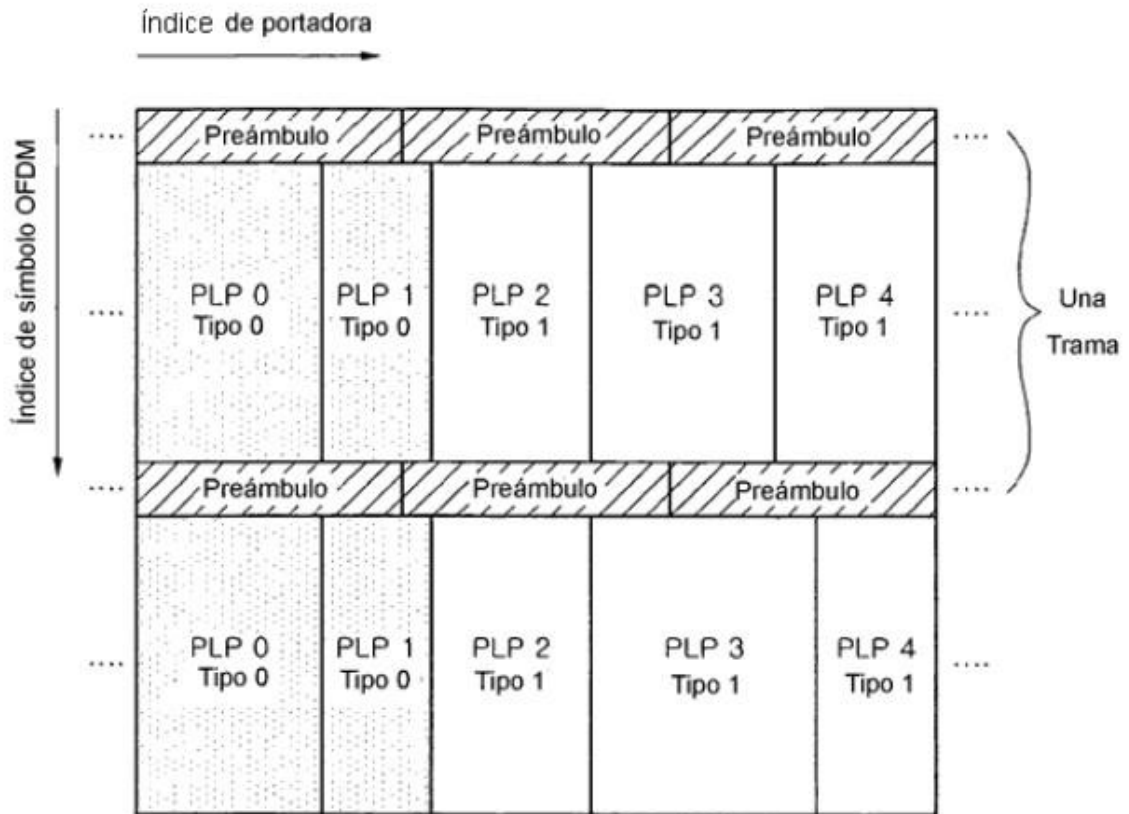 Índice de portadora
Índice de símbolo OFDM
.... Preámbulo Preámbulo Preámbulo ....
.... PLP 0 PLP 1 PLP 2 PLP 3 PLP 4 ....
Tipo 0 Tipo 0 Tipo 1 Tipo 1 Tipo 1
Una
Trama
.... Preámbulo Preámbulo Preámbulo ....
.... PLP 0 PLP 1 PLP 2 PLP 3 PLP 4 ....
Tipo 0 Tipo 0 Tipo 1 Tipo 1 Tipo 1